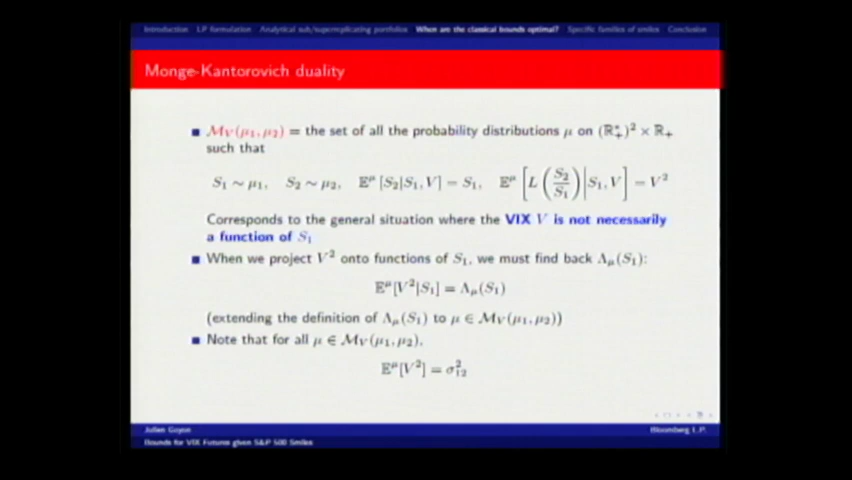 Introduction LP formulation Analytical sub/superreplicating portfolios When are the classical bounds optimal? Specific families of smiles Conclusion
Monge-Kantorovich duality
M_V(μ₁, μ₂) = the set of all the probability distributions μ on (ℝ₊*)² × ℝ₊
such that
S₁ ∼ μ₁, S₂ ∼ μ₂, 𝔼^μ [S₂|S₁, V] = S₁, 𝔼^μ [L (S₂/S₁) | S₁, V] = V²
Corresponds to the general situation where the VIX V is not necessarily
a function of S₁
When we project V² onto functions of S₁, we must find back Λ_μ(S₁):
𝔼^μ[V²|S₁] = Λ_μ(S₁)
(extending the definition of Λ_μ(S₁) to μ ∈ M_V(μ₁, μ₂))
Note that for all μ ∈ M_V(μ₁, μ₂),
𝔼^μ[V²] = σ₁₂²
Julien Guyon Bloomberg L.P.
Bounds for VIX Futures given S&P 500 Smiles